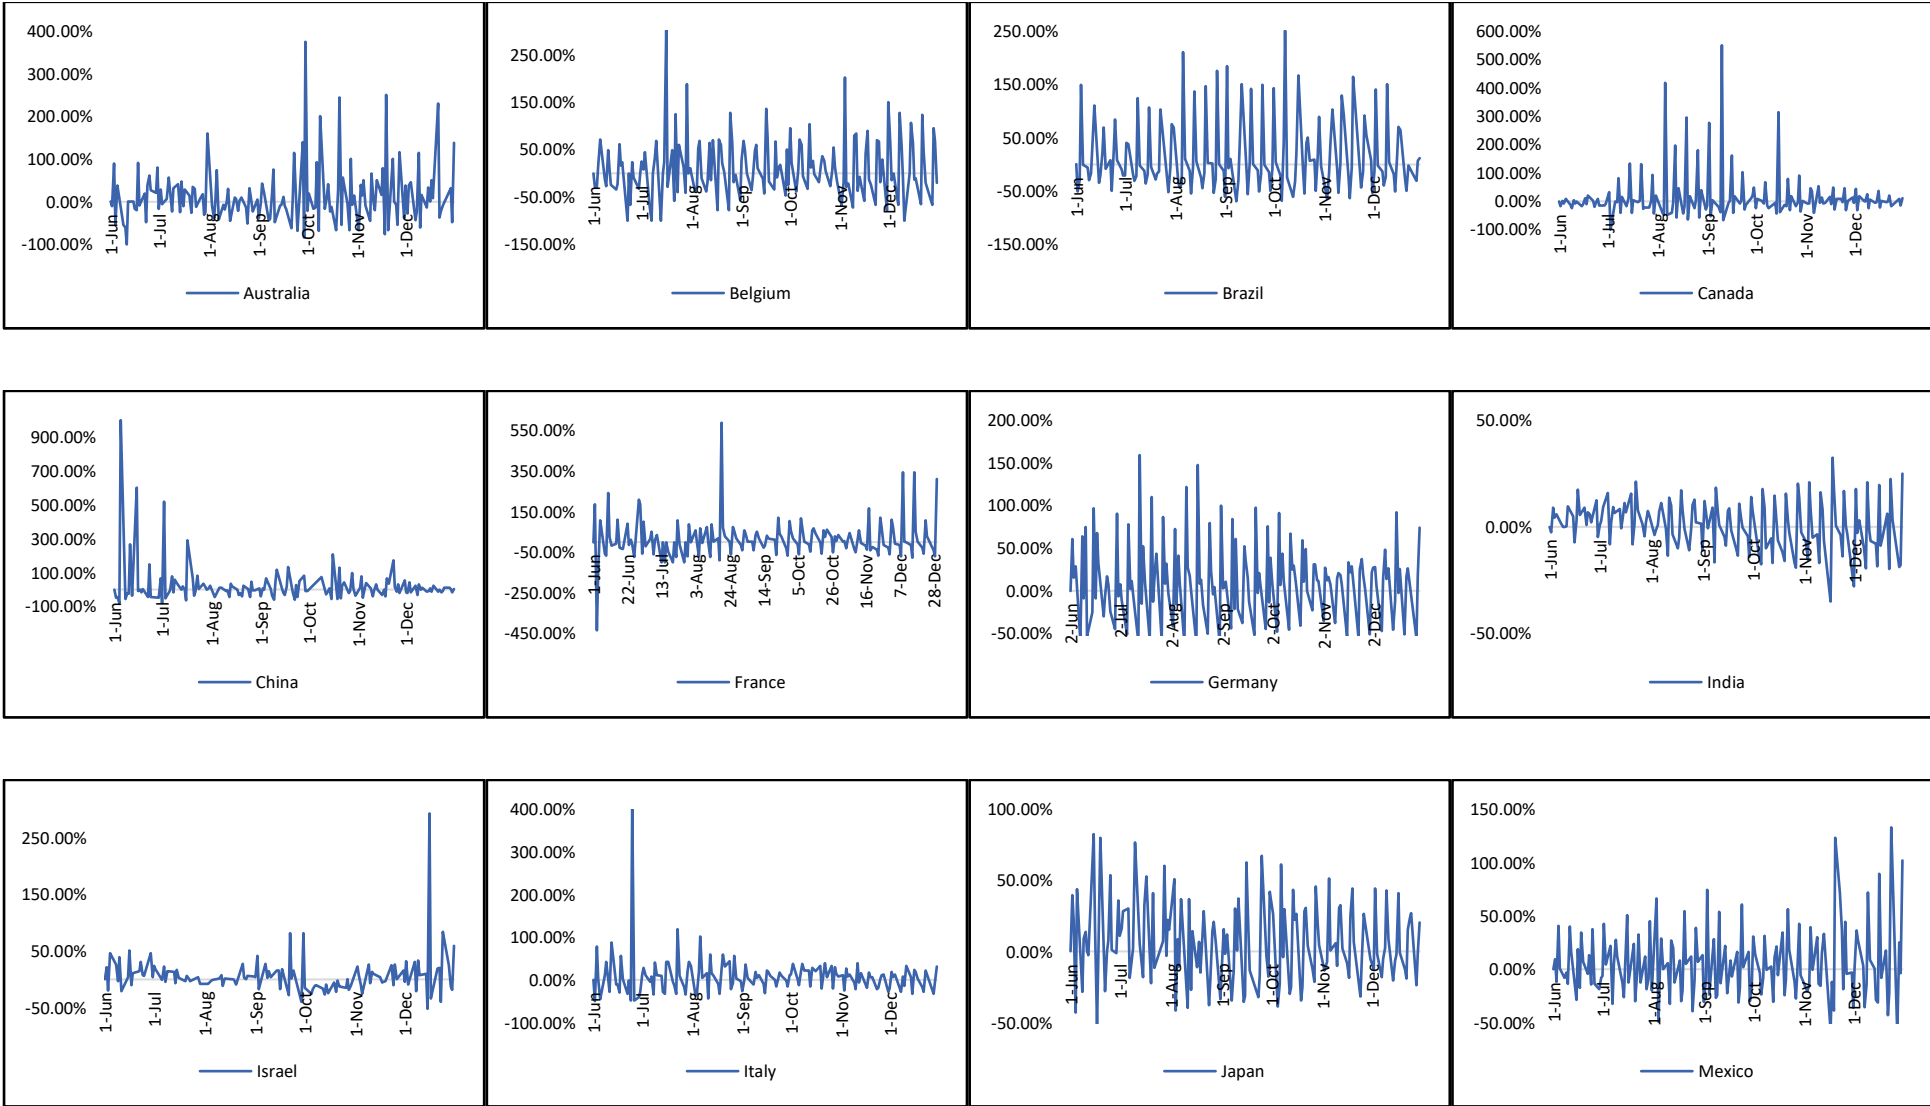 400.00%
300.00%
200.00%
100.00%
0.00%
-100.00%
1-Jun
1-Jul
1-Aug
1-Sep
1-Oct
1-Nov
1-Dec
Australia
250.00%
150.00%
50.00%
-50.00%
-150.00%
1-Jun
1-Jul
1-Aug
1-Sep
1-Oct
1-Nov
1-Dec
Belgium
250.00%
150.00%
50.00%
-50.00%
-150.00%
1-Jun
1-Jul
1-Aug
1-Sep
1-Oct
1-Nov
1-Dec
Brazil
600.00%
500.00%
400.00%
300.00%
200.00%
100.00%
0.00%
-100.00%
1-Jun
1-Jul
1-Aug
1-Sep
1-Oct
1-Nov
1-Dec
Canada
900.00%
700.00%
500.00%
300.00%
100.00%
-100.00%
1-Jun
1-Jul
1-Aug
1-Sep
1-Oct
1-Nov
1-Dec
China
550.00%
350.00%
150.00%
-50.00%
-250.00%
-450.00%
1-Jun
22-Jun
13-Jul
3-Aug
24-Aug
14-Sep
5-Oct
26-Oct
16-Nov
7-Dec
28-Dec
France
200.00%
150.00%
100.00%
50.00%
0.00%
-50.00%
2-Jun
2-Jul
2-Aug
2-Sep
2-Oct
2-Nov
2-Dec
Germany
50.00%
0.00%
-50.00%
1-Jun
1-Jul
1-Aug
1-Sep
1-Oct
1-Nov
1-Dec
India
250.00%
150.00%
50.00%
-50.00%
1-Jun
1-Jul
1-Aug
1-Sep
1-Oct
1-Nov
1-Dec
Israel
400.00%
300.00%
200.00%
100.00%
0.00%
-100.00%
1-Jun
1-Jul
1-Aug
1-Sep
1-Oct
1-Nov
1-Dec
Italy
100.00%
50.00%
0.00%
-50.00%
1-Jun
1-Jul
1-Aug
1-Sep
1-Oct
1-Nov
1-Dec
Japan
150.00%
100.00%
50.00%
0.00%
-50.00%
1-Jun
1-Jul
1-Aug
1-Sep
1-Oct
1-Nov
1-Dec
Mexico